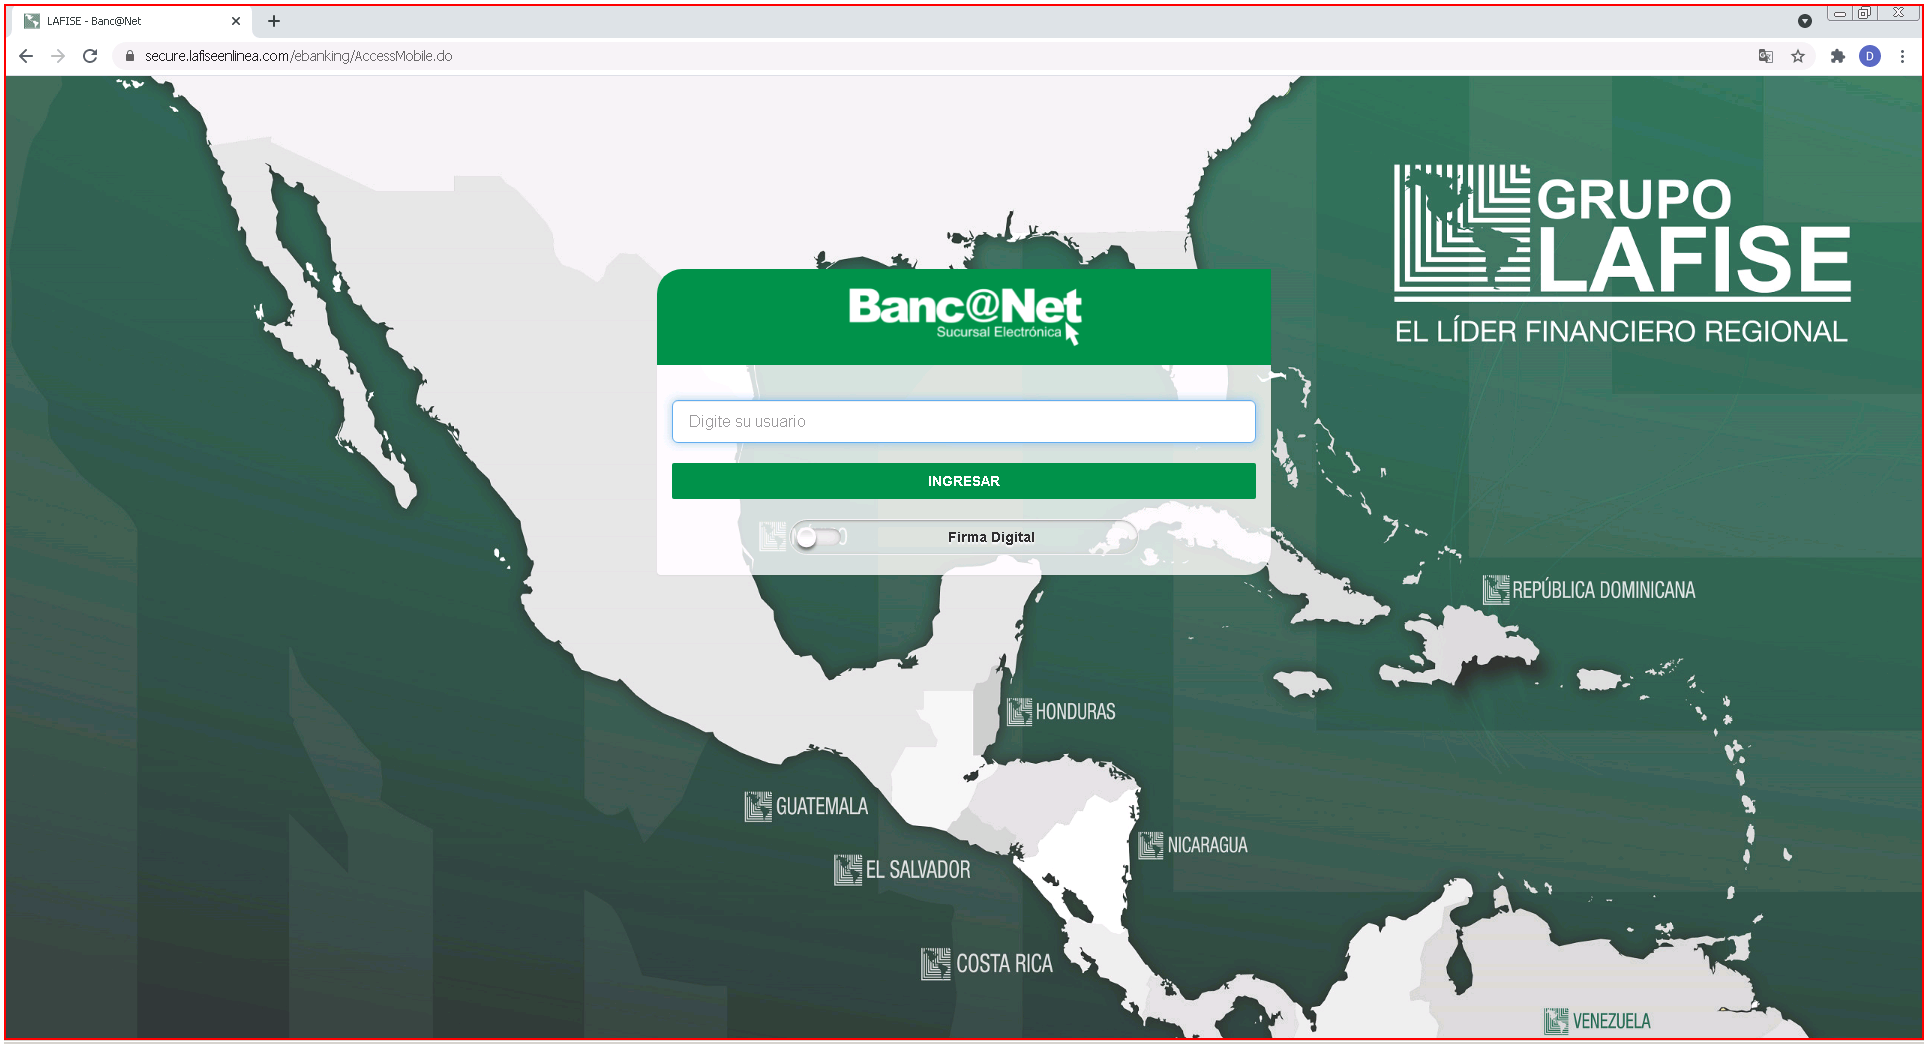 LAFISE - Banc@Net
secure.lafiseenlinea.com/ebanking/AccessMobile.do
D
GRUPO
LAFISE
EL LÍDER FINANCIERO REGIONAL
Banc@Net
Sucursal Electrónica
Digite su usuario
INGRESAR
Firma Digital
REPÚBLICA DOMINICANA
HONDURAS
GUATEMALA
NICARAGUA
EL SALVADOR
COSTA RICA
VENEZUELA